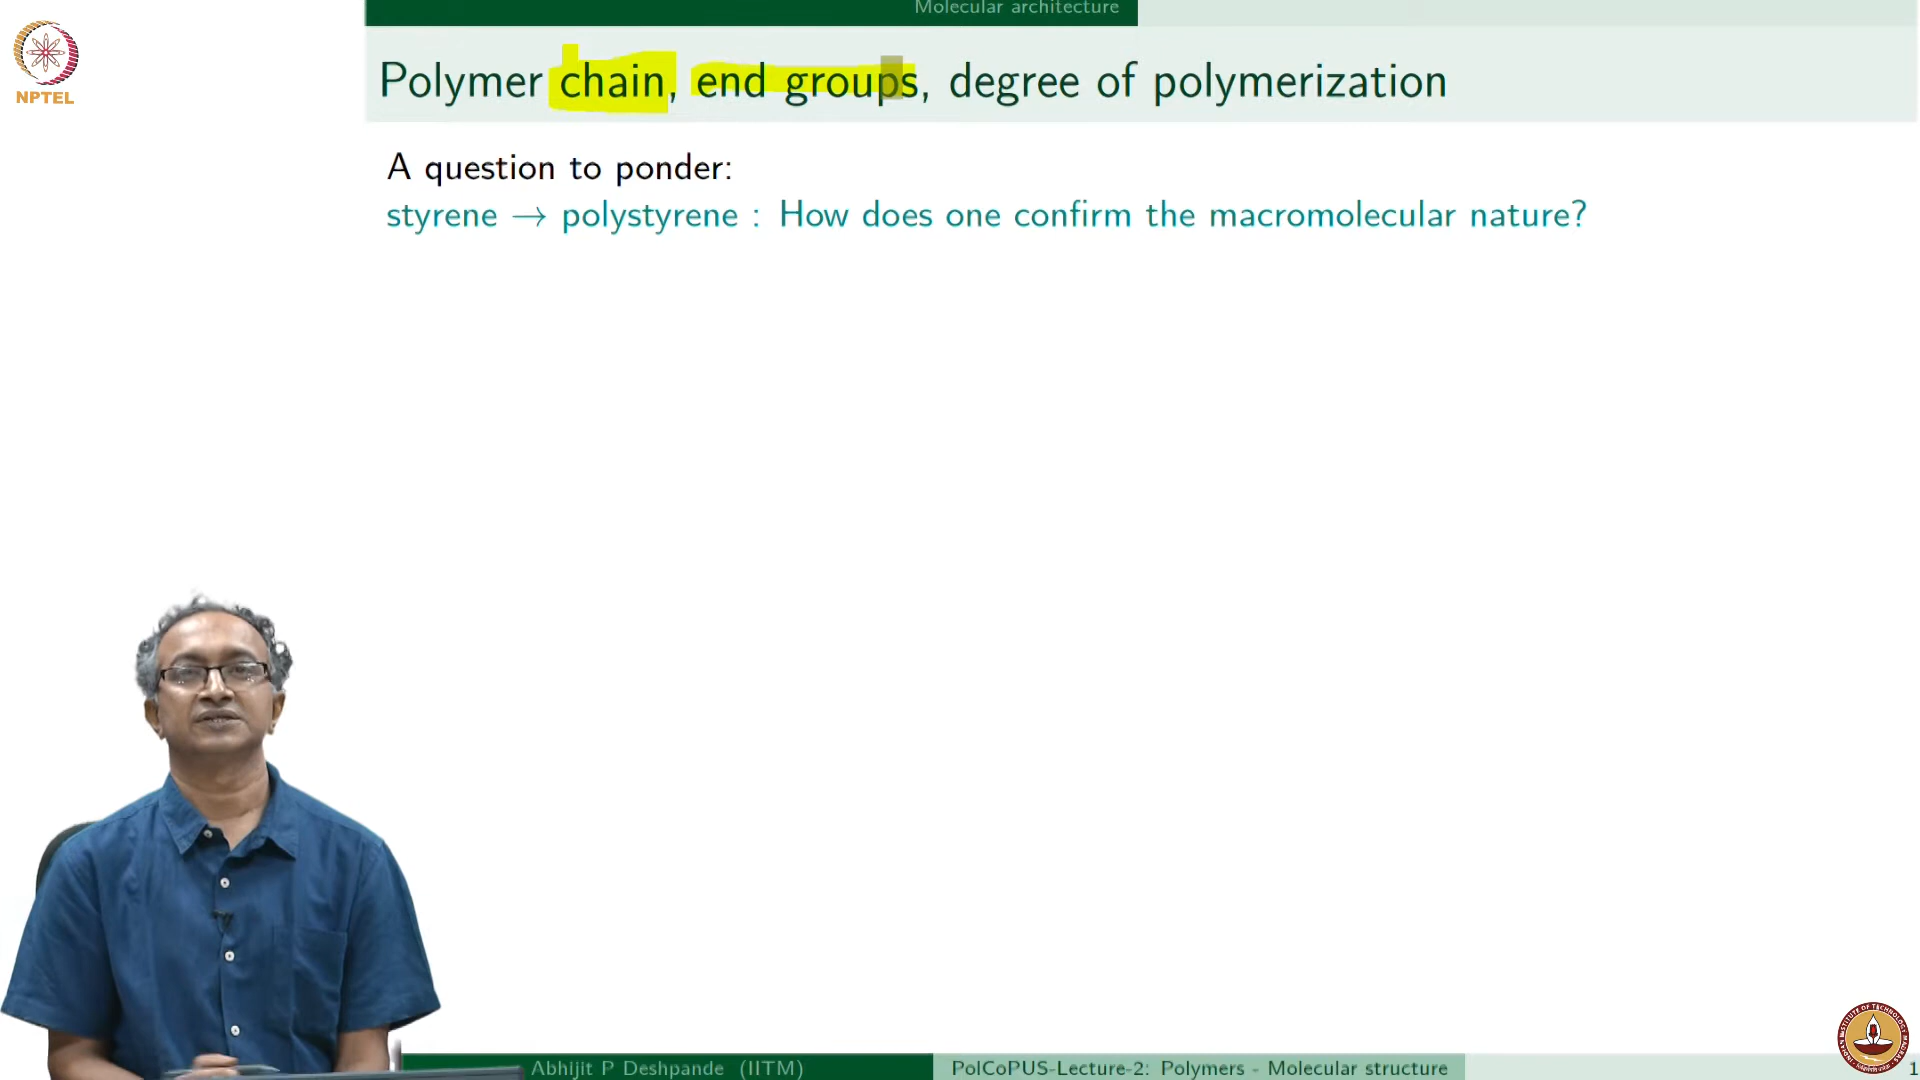 Molecular architecture
NPTEL
Polymer chain, end groups, degree of polymerization
A question to ponder:
styrene → polystyrene : How does one confirm the macromolecular nature?
Abhijit P Deshpande (IITM)
PolCoPUS-Lecture-2: Polymers - Molecular structure
1